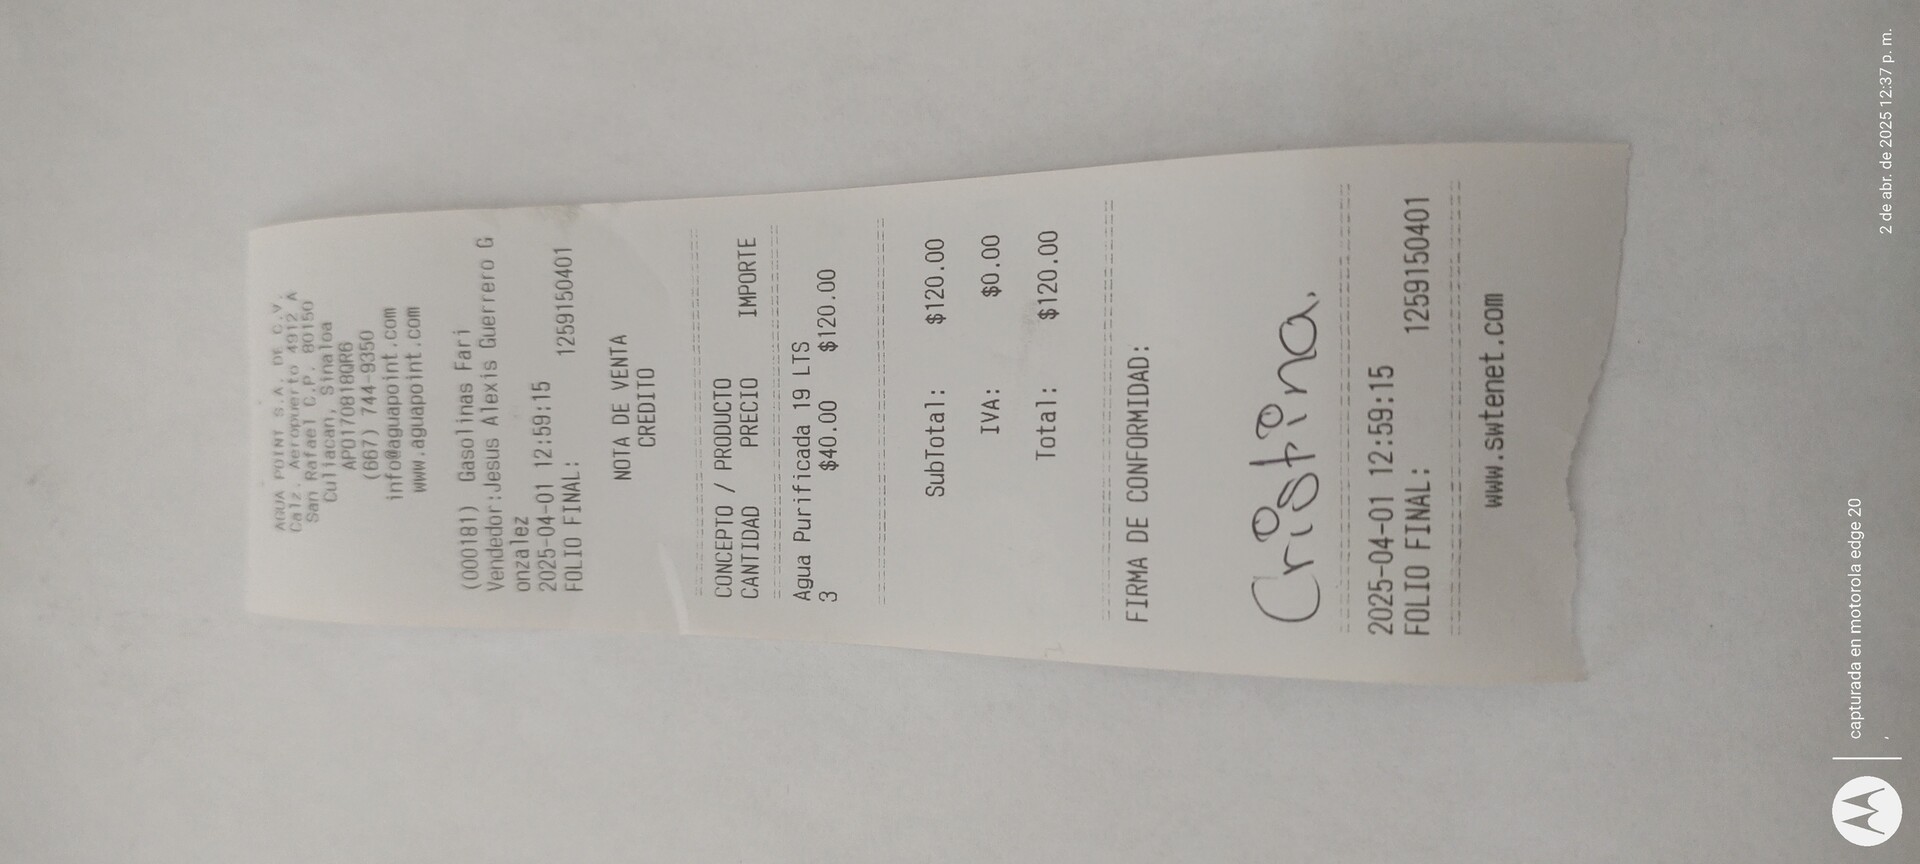 AGUA POINT S.A. DE C.V.
Calz. Aeropuerto 4912 A
San Rafael C.P. 80150
Culiacan, Sinaloa
APO170818QR6
(667) 744-9350
info@aguapoint.com
www.aguapoint.com
(000181) Gasolinas Fari
Vendedor:Jesus Alexis Guerrero G
onzalez
2025-04-01 12:59:15
FOLIO FINAL: 1259150401
NOTA DE VENTA
CREDITO
CONCEPTO / PRODUCTO
CANTIDAD PRECIO IMPORTE
Agua Purificada 19 LTS
3 $40.00 $120.00
SubTotal: $120.00
IVA: $0.00
Total: $120.00
FIRMA DE CONFORMIDAD:
Cristina.
2025-04-01 12:59:15
FOLIO FINAL: 1259150401
www.swtenet.com
capturada en motorola edge 20
,
2 de abr. de 2025 12:37 p. m.